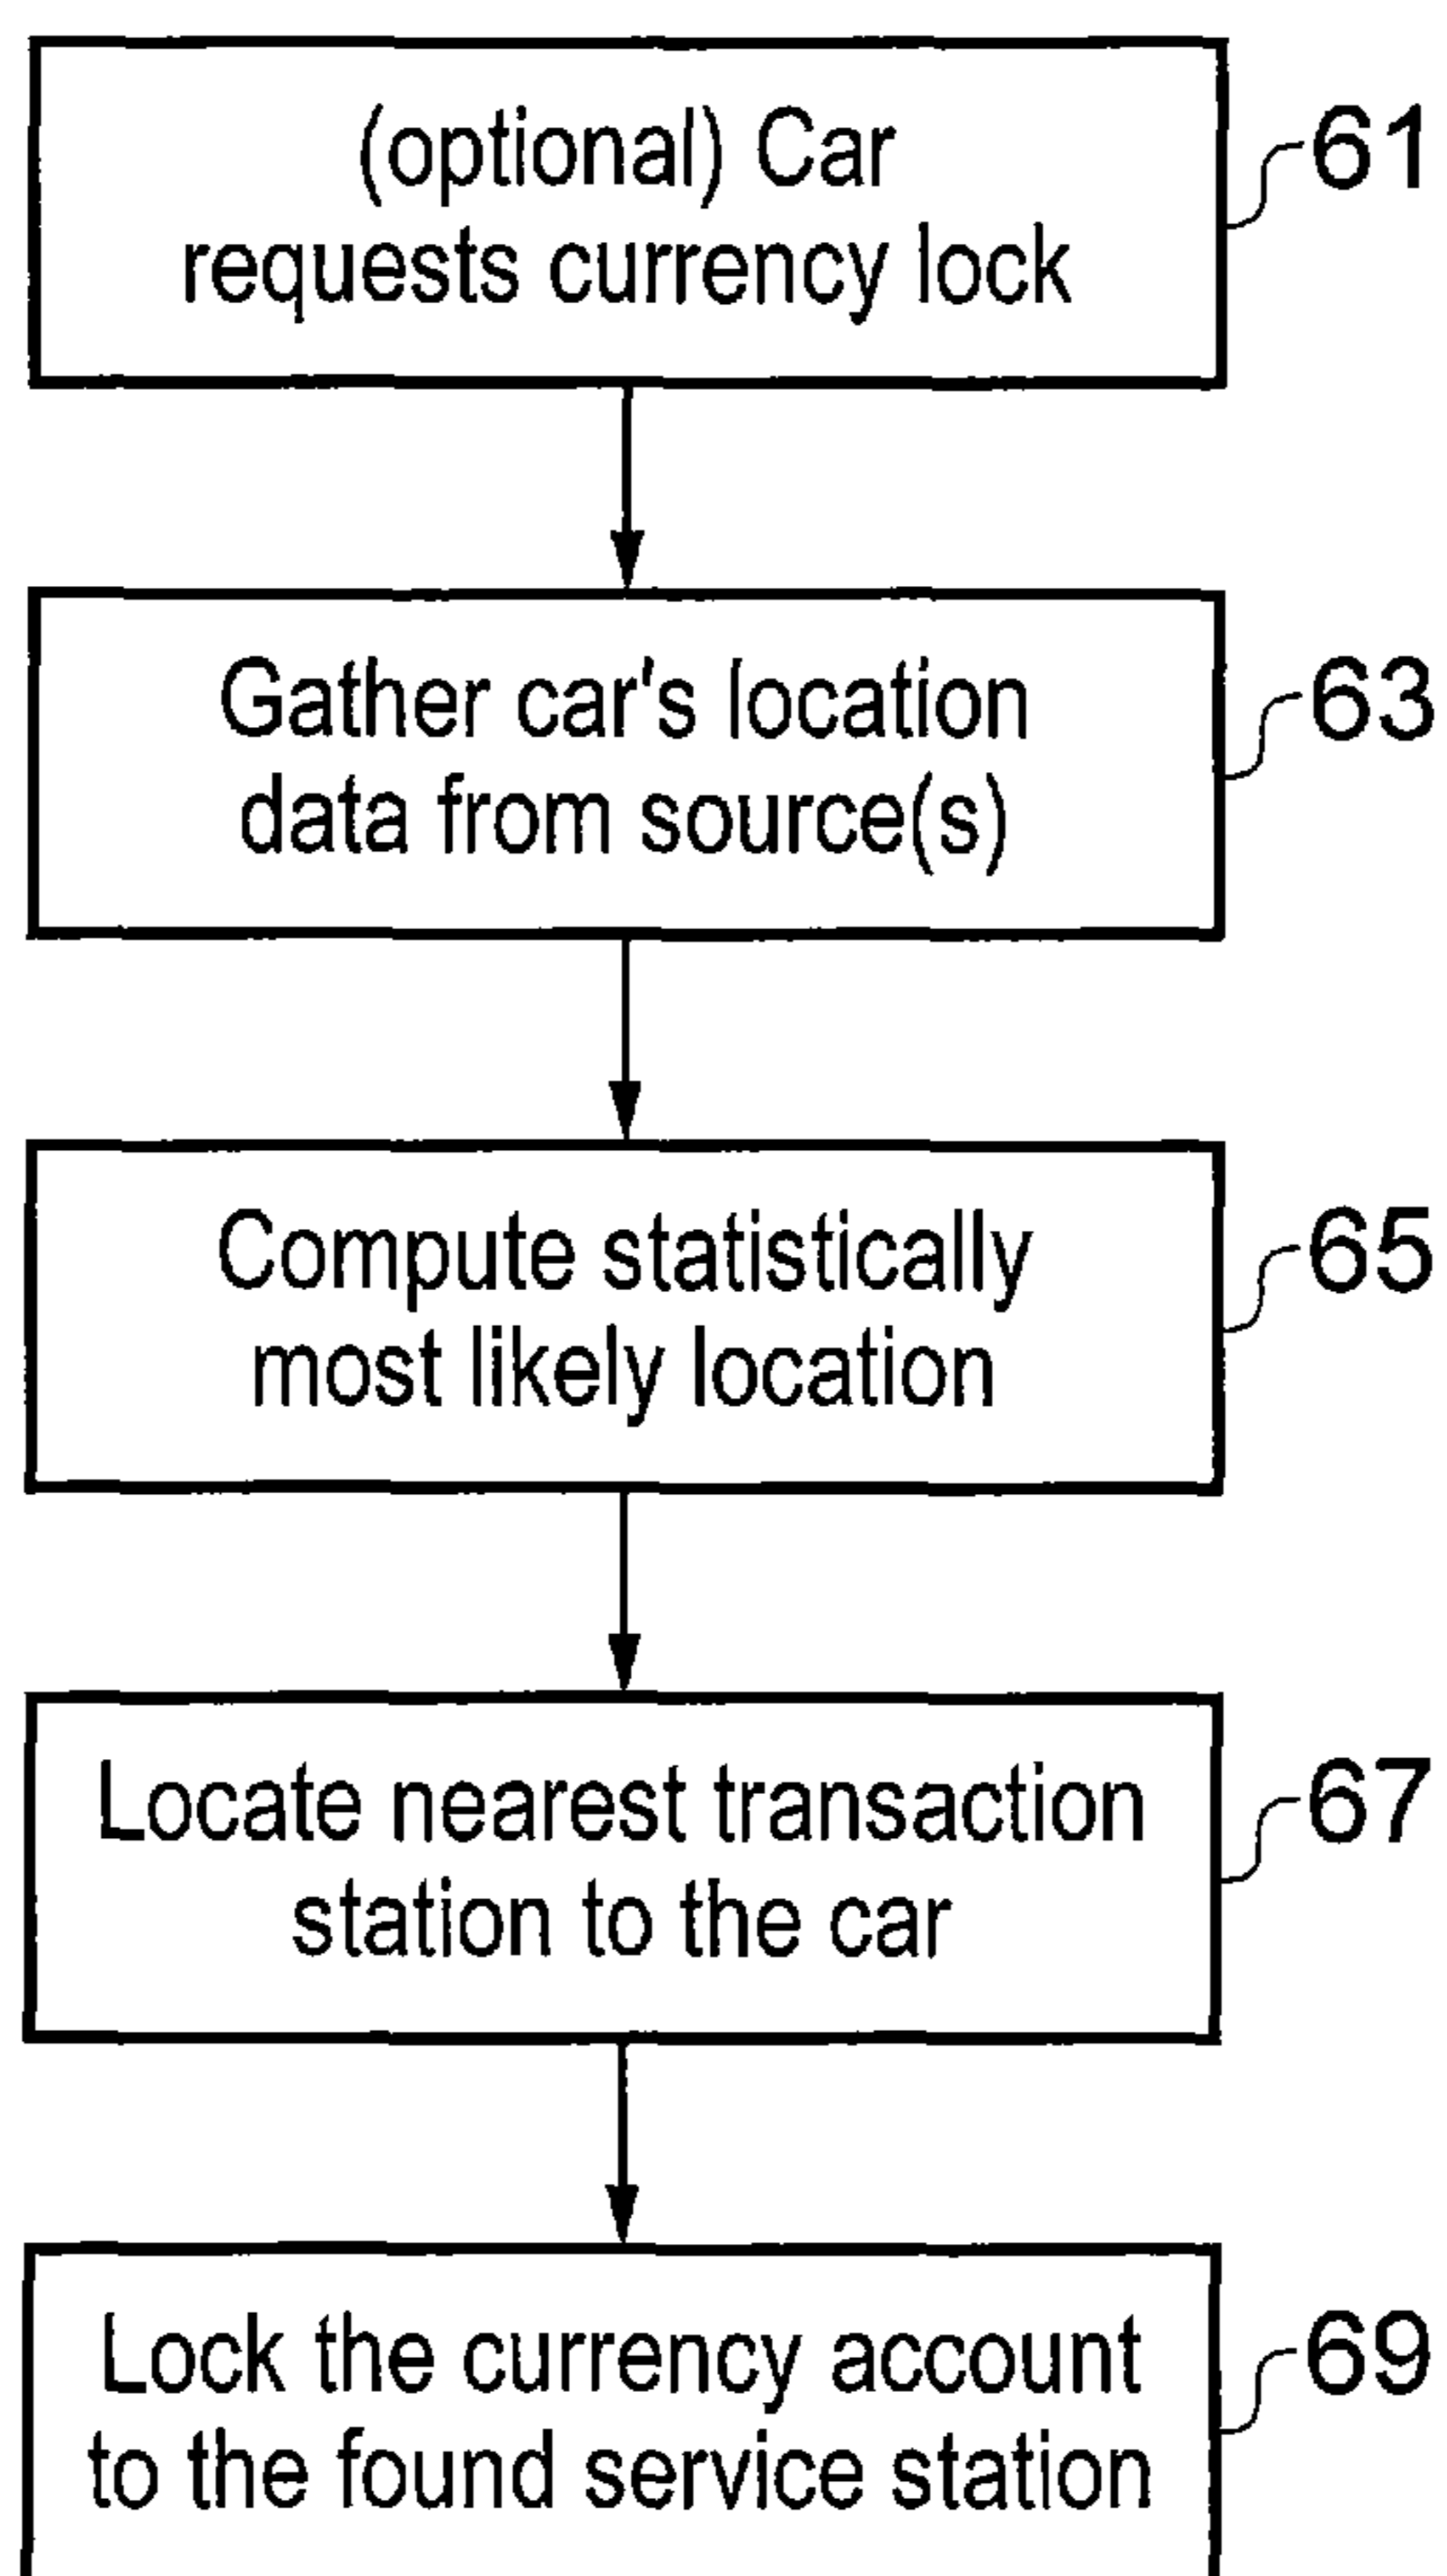 (optional) Car
requests currency lock
61
Gather car's location
data from source(s)
63
Compute statistically
most likely location
65
Locate nearest transaction
station to the car
67
Lock the currency account
to the found service station
69